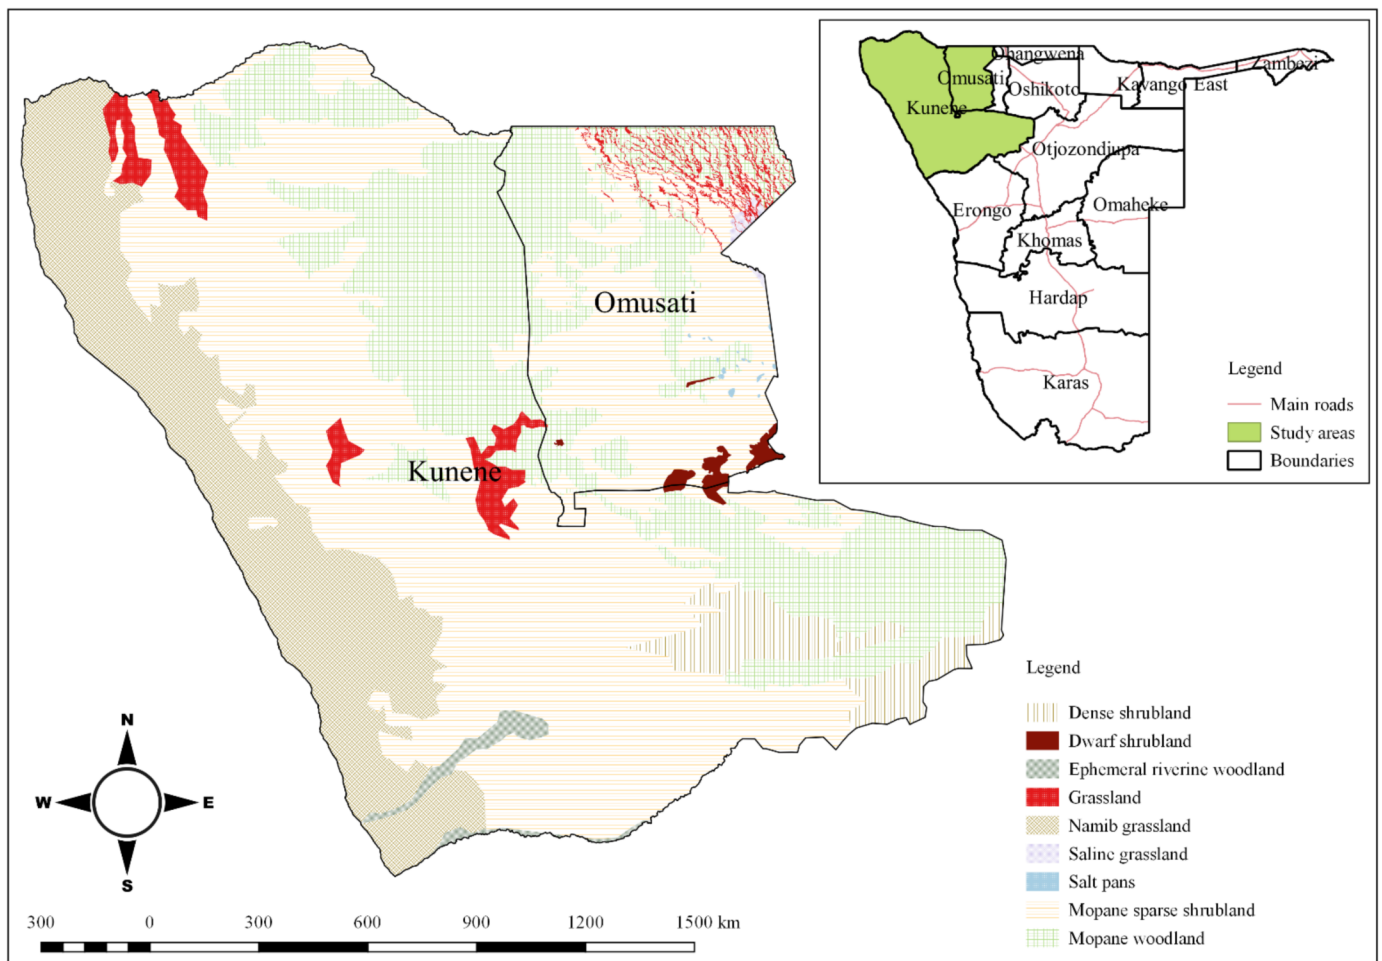 Omusati
Kunene
Ohangwena
Omusati
Oshikoto
Kavango East
Zambezi
Kunene
Otjozondjupa
Erongo
Omaheke
Khomas
Hardap
Karas
Legend
Main roads
Study areas
Boundaries
Legend
Dense shrubland
Dwarf shrubland
Ephemeral riverine woodland
Grassland
Namib grassland
Saline grassland
Salt pans
Mopane sparse shrubland
Mopane woodland
N
W E
S
300 0 300 600 900 1200 1500 km